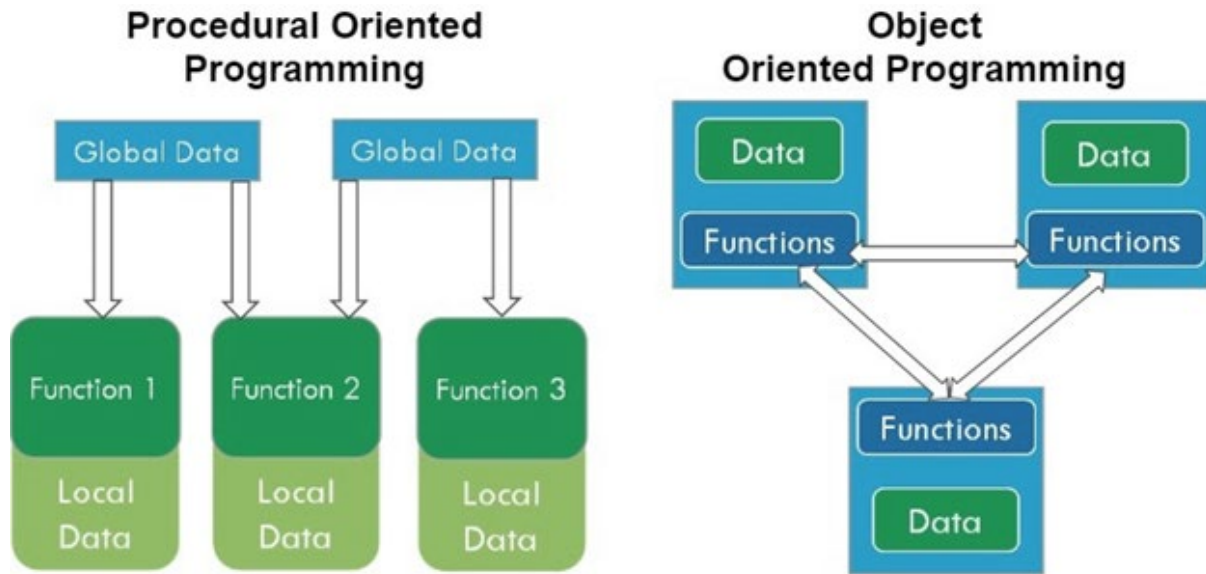 Procedural Oriented
Programming
Global Data
Global Data
Function 1
Function 2
Function 3
Local
Data
Local
Data
Local
Data
Object
Oriented Programming
Data
Data
Functions
Functions
Functions
Data